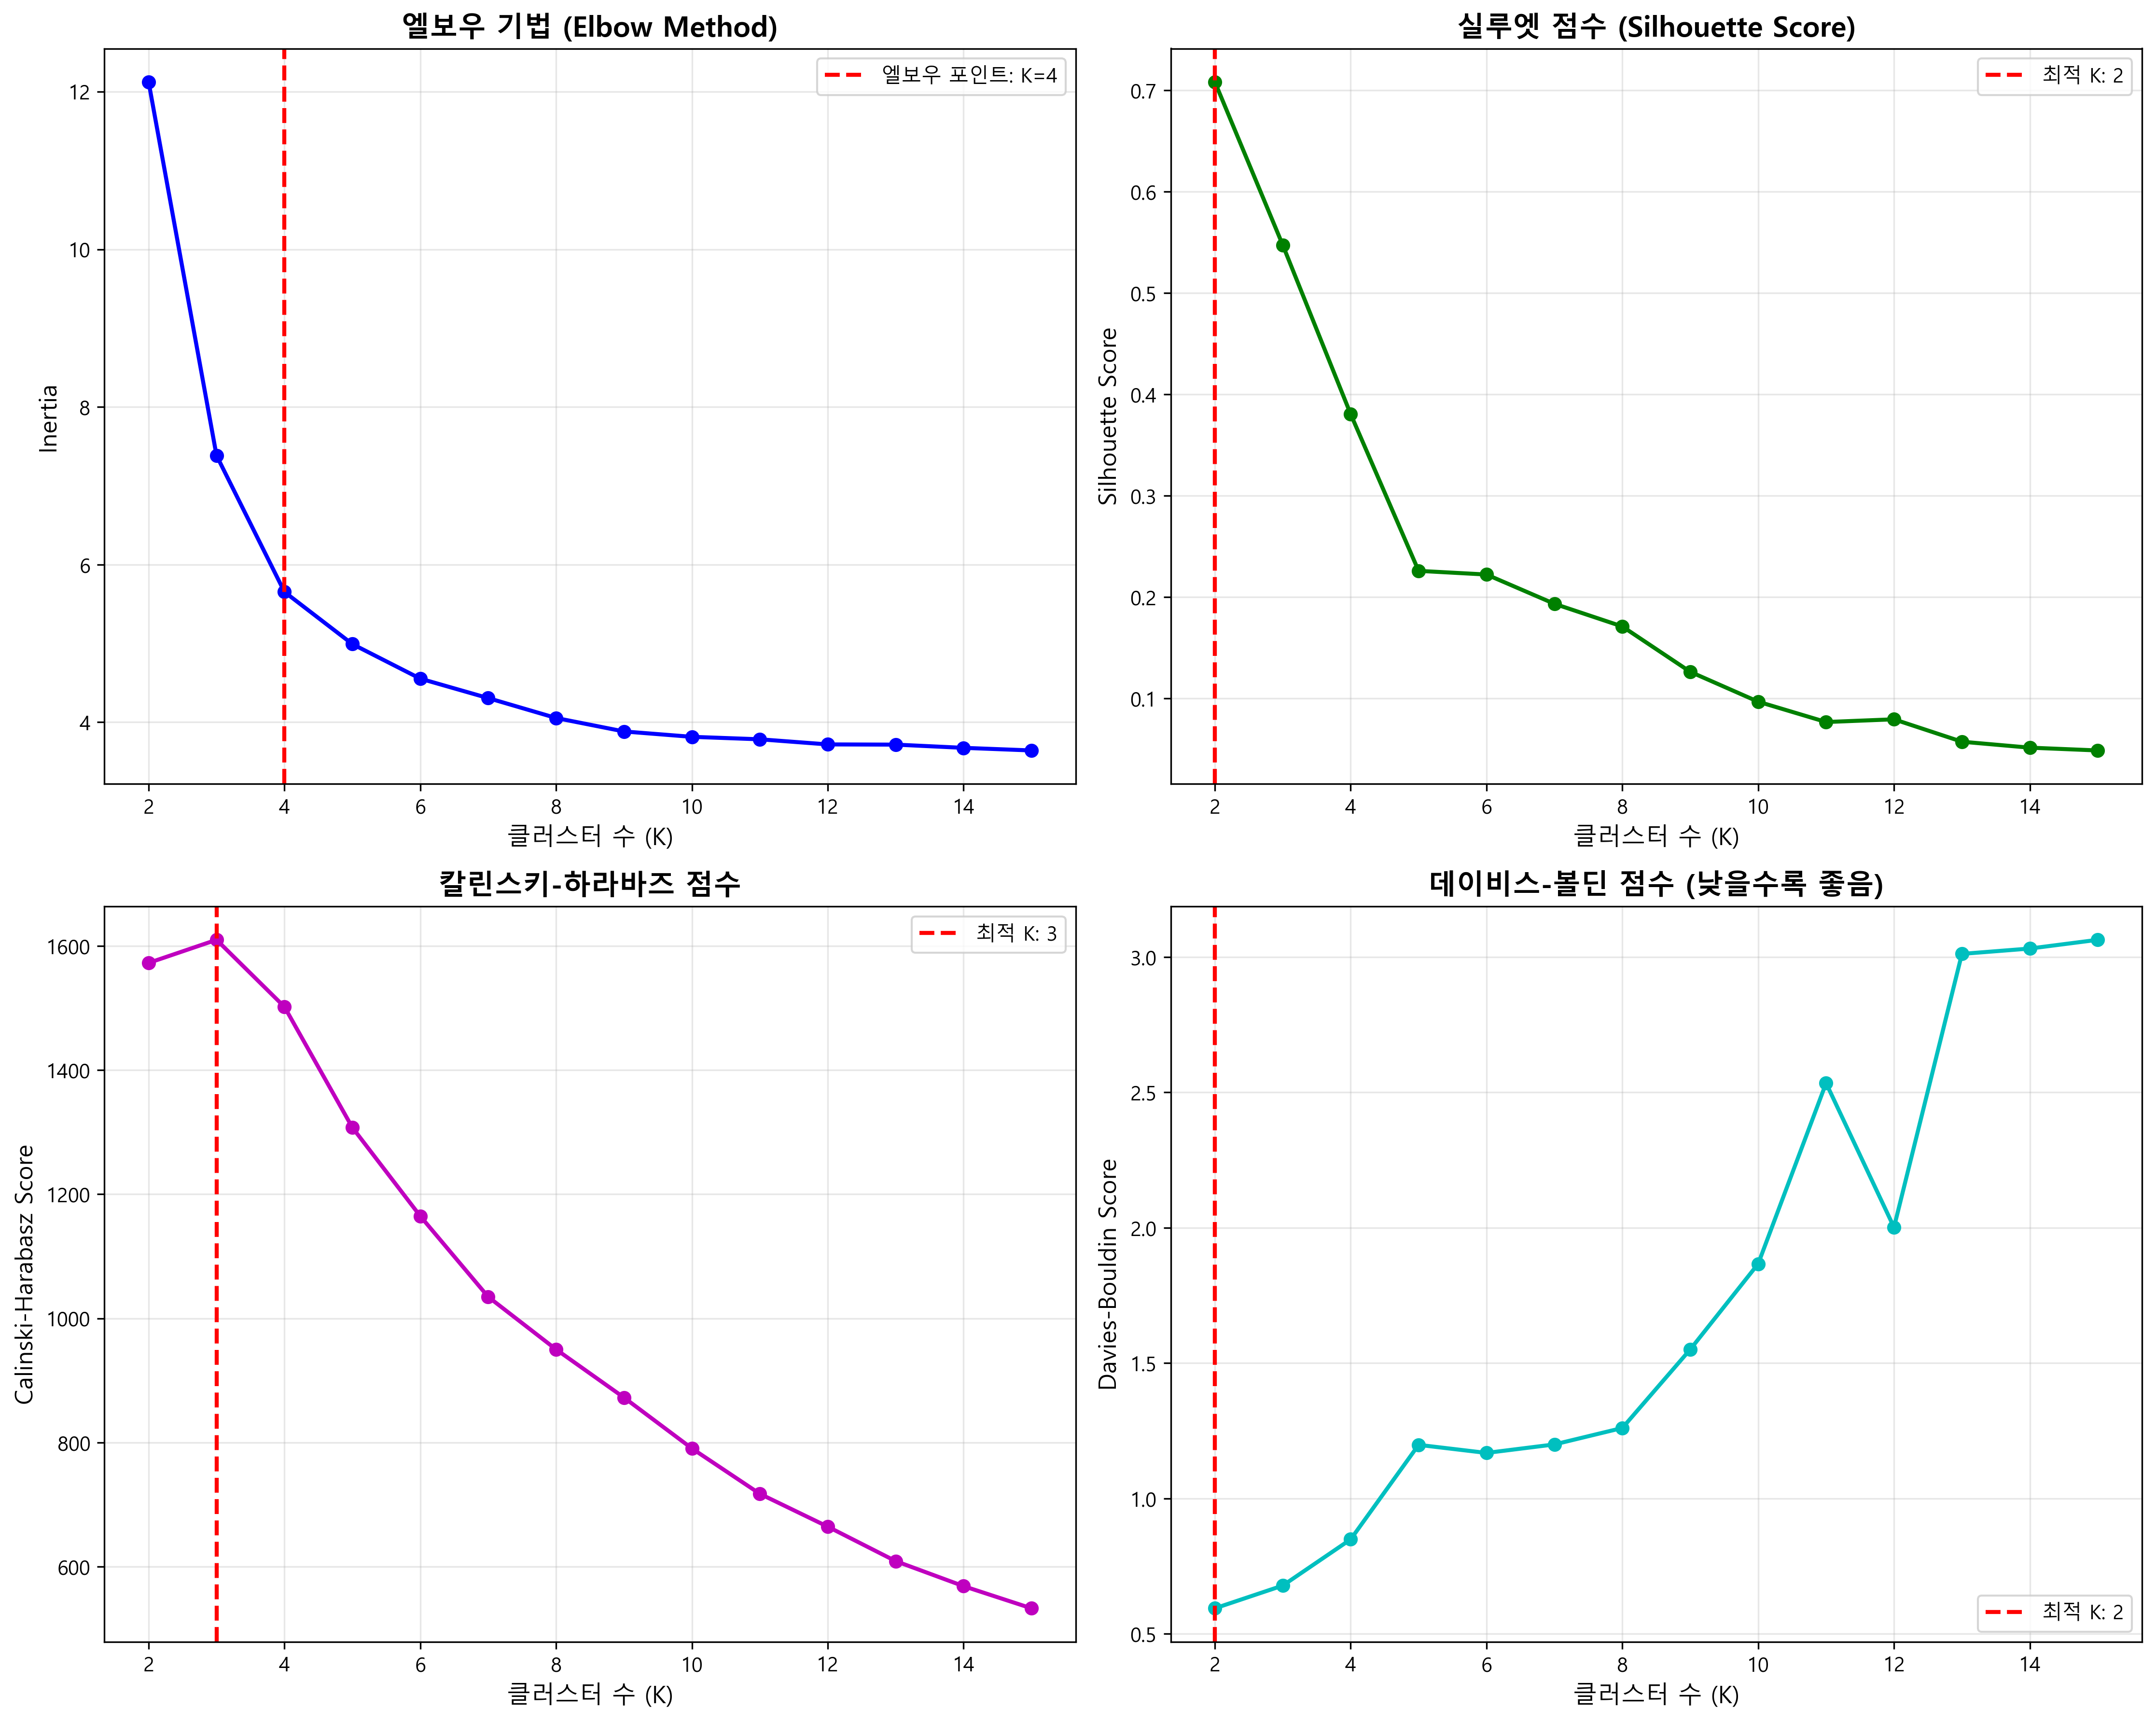 엘보우 기법 (Elbow Method)
엘보우 포인트: K=4
12
10
8
6
4
Inertia
2 4 6 8 10 12 14
클러스터 수 (K)
실루엣 점수 (Silhouette Score)
최적 K: 2
0.7
0.6
0.5
0.4
0.3
0.2
0.1
Silhouette Score
2 4 6 8 10 12 14
클러스터 수 (K)
칼린스키-하라바즈 점수
최적 K: 3
1600
1400
1200
1000
800
600
Calinski-Harabasz Score
2 4 6 8 10 12 14
클러스터 수 (K)
데이비스-볼딘 점수 (낮을수록 좋음)
3.0
2.5
2.0
1.5
1.0
0.5
Davies-Bouldin Score
최적 K: 2
2 4 6 8 10 12 14
클러스터 수 (K)